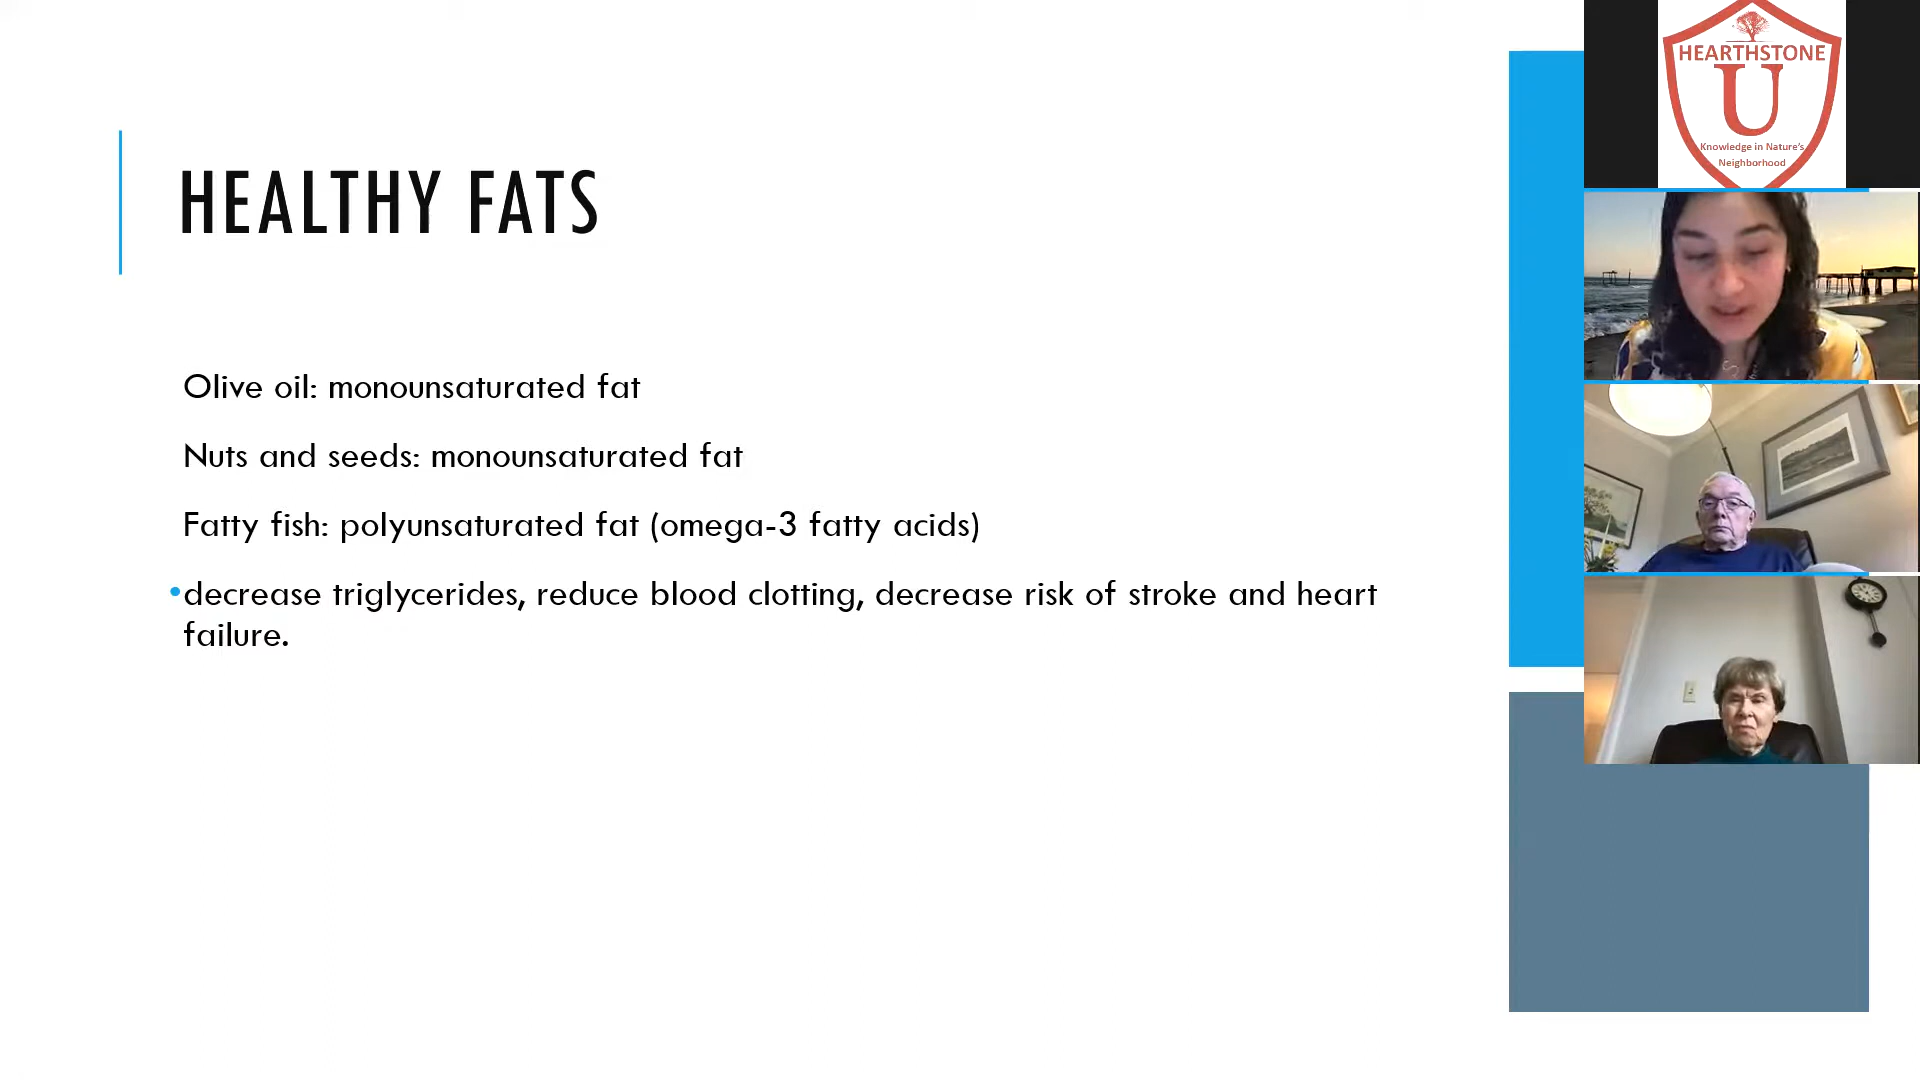 HEALTHY FATS
Olive oil: monounsaturated fat
Nuts and seeds: monounsaturated fat
Fatty fish: polyunsaturated fat (omega-3 fatty acids)
•decrease triglycerides, reduce blood clotting, decrease risk of stroke and heart
failure.
HEARTHSTONE
U
Knowledge in Nature's
Neighborhood